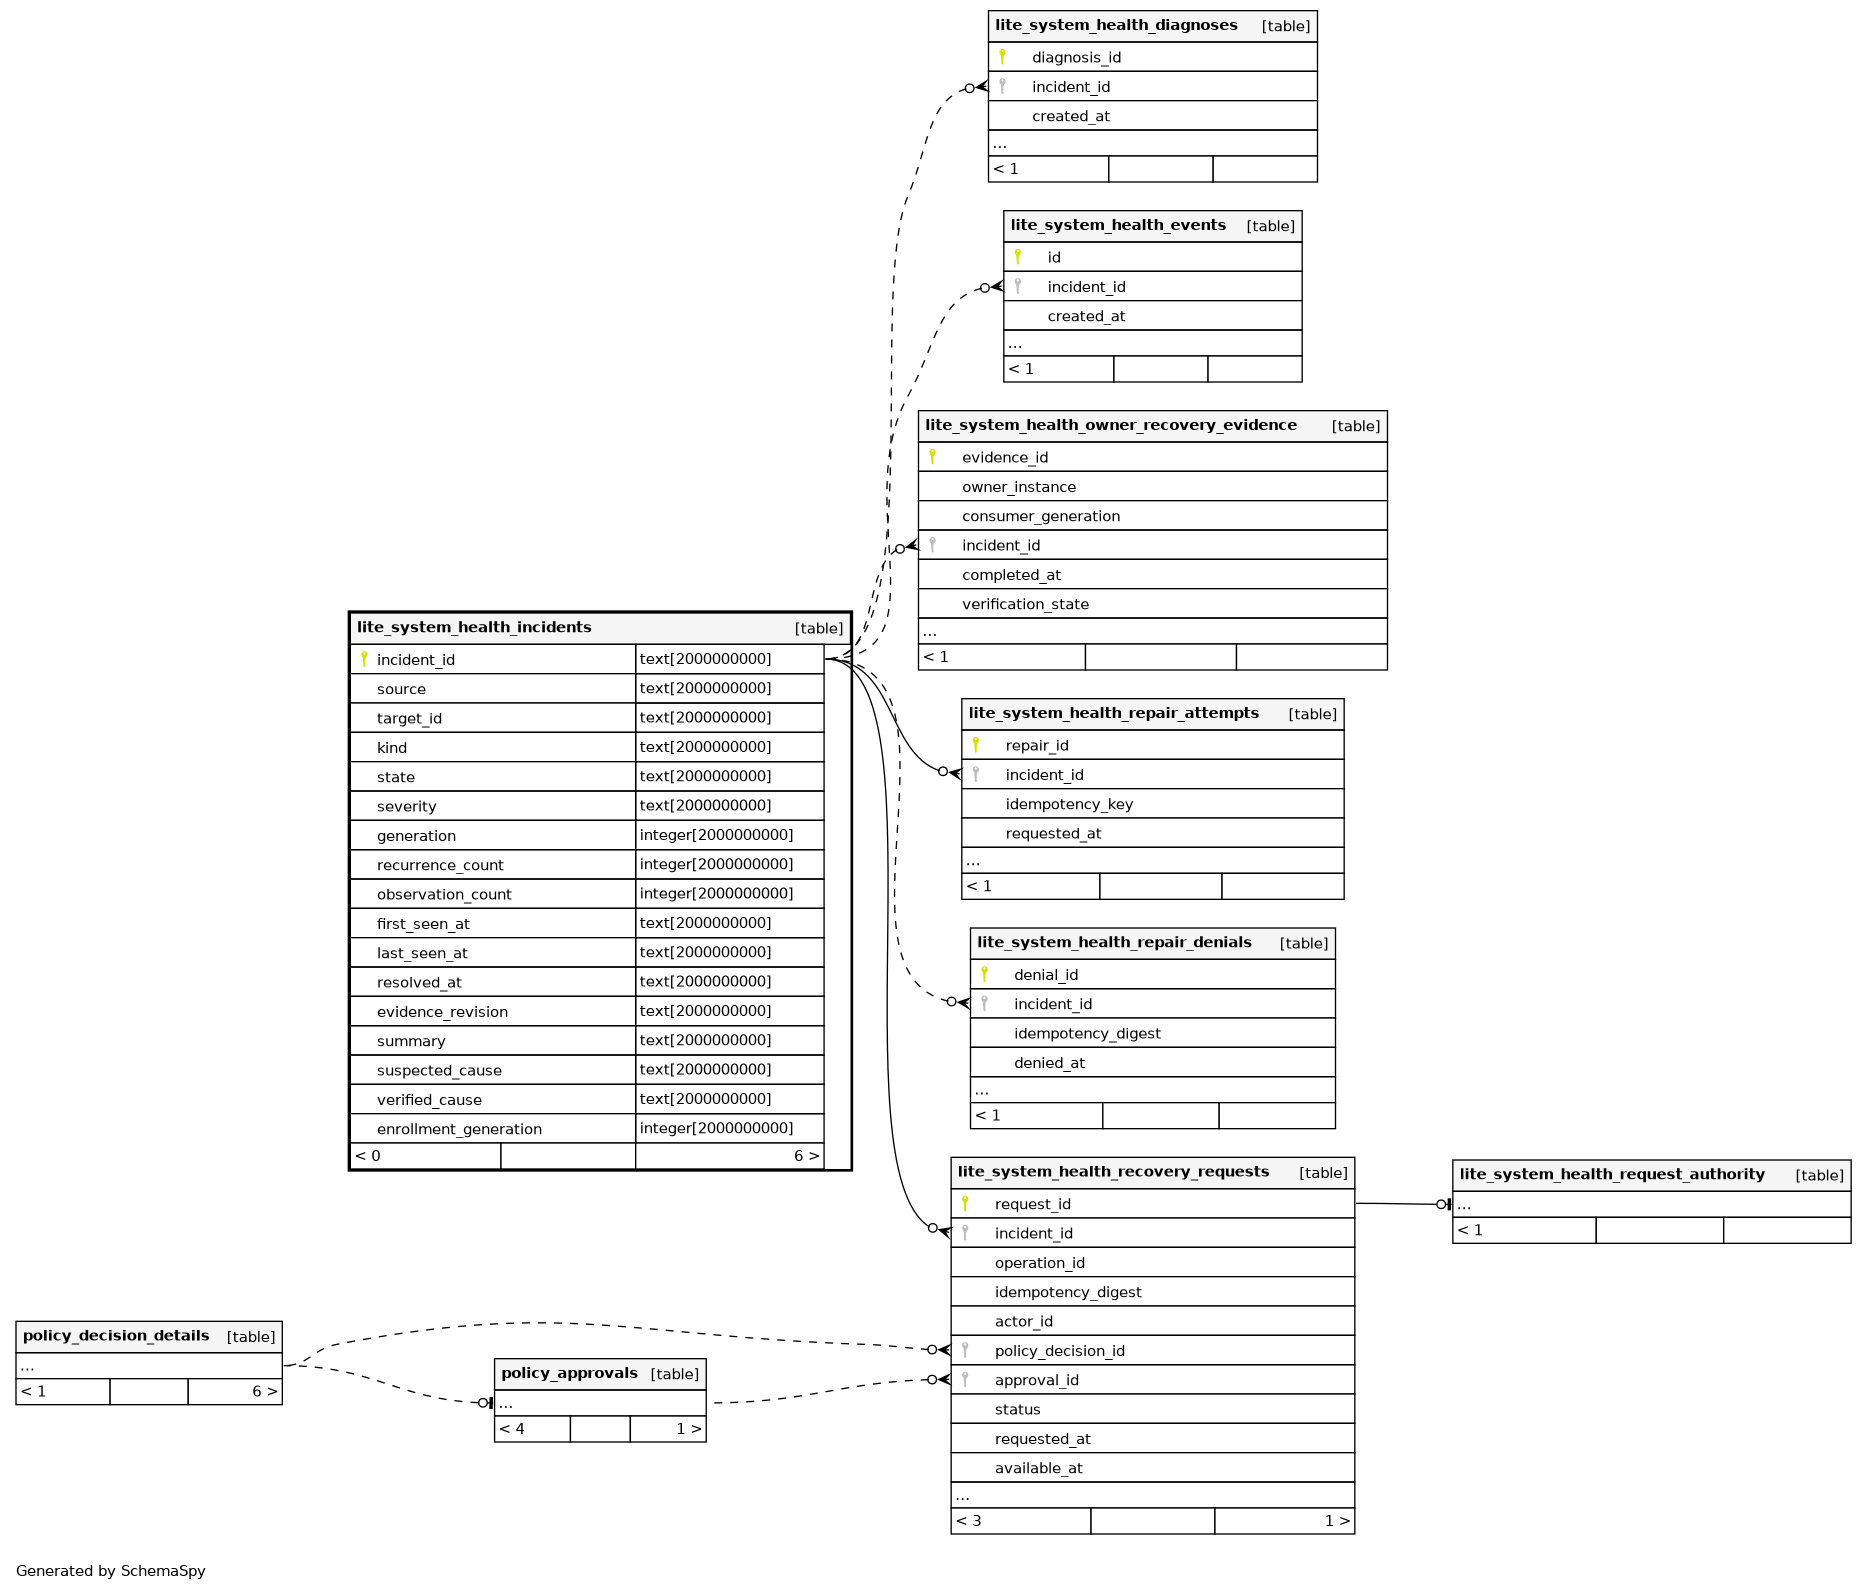 lite_system_health_diagnoses [table]
diagnosis_id
incident_id
created_at
...
< 1
lite_system_health_events [table]
id
incident_id
created_at
...
< 1
lite_system_health_owner_recovery_evidence [table]
evidence_id
owner_instance
consumer_generation
incident_id
completed_at
verification_state
...
< 1
lite_system_health_incidents [table]
incident_id text[2000000000]
source text[2000000000]
target_id text[2000000000]
kind text[2000000000]
state text[2000000000]
severity text[2000000000]
generation integer[2000000000]
recurrence_count integer[2000000000]
observation_count integer[2000000000]
first_seen_at text[2000000000]
last_seen_at text[2000000000]
resolved_at text[2000000000]
evidence_revision text[2000000000]
summary text[2000000000]
suspected_cause text[2000000000]
verified_cause text[2000000000]
enrollment_generation integer[2000000000]
< 0 6 >
lite_system_health_repair_attempts [table]
repair_id
incident_id
idempotency_key
requested_at
...
< 1
lite_system_health_repair_denials [table]
denial_id
incident_id
idempotency_digest
denied_at
...
< 1
lite_system_health_recovery_requests [table]
request_id
incident_id
operation_id
idempotency_digest
actor_id
policy_decision_id
approval_id
status
requested_at
available_at
...
< 3 1 >
lite_system_health_request_authority [table]
...
< 1
policy_decision_details [table]
...
< 1 6 >
policy_approvals [table]
...
< 4 1 >
Generated by SchemaSpy